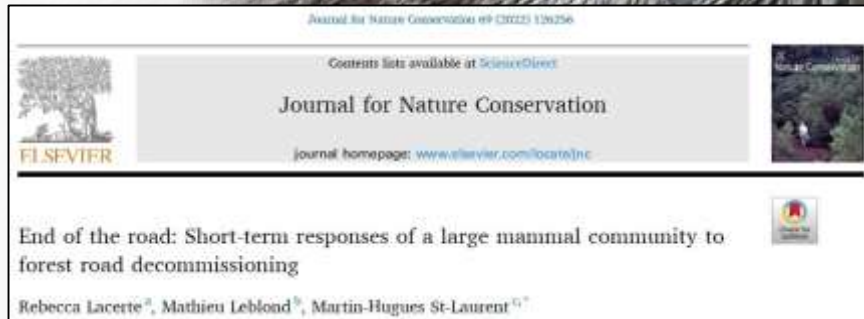 Journal for Nature Conservation 69 (2022) 126256
Contents lists available at ScienceDirect
Journal for Nature Conservation
journal homepage: www.elsevier.com/locate/jnc
ELSEVIER
Nature Conservation
End of the road: Short-term responses of a large mammal community to
forest road decommissioning
Rebecca Lacerte a, Mathieu Leblond b, Martin-Hugues St-Laurent c,*